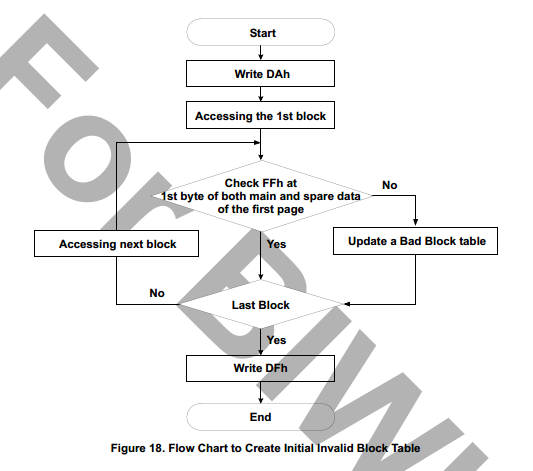 Start
Write DAh
Accessing the 1st block
Check FFh at
1st byte of both main and spare data
of the first page
No
Accessing next block
Yes
Update a Bad Block table
No
Last Block
Yes
Write DFh
End
Figure 18. Flow Chart to Create Initial Invalid Block Table
For